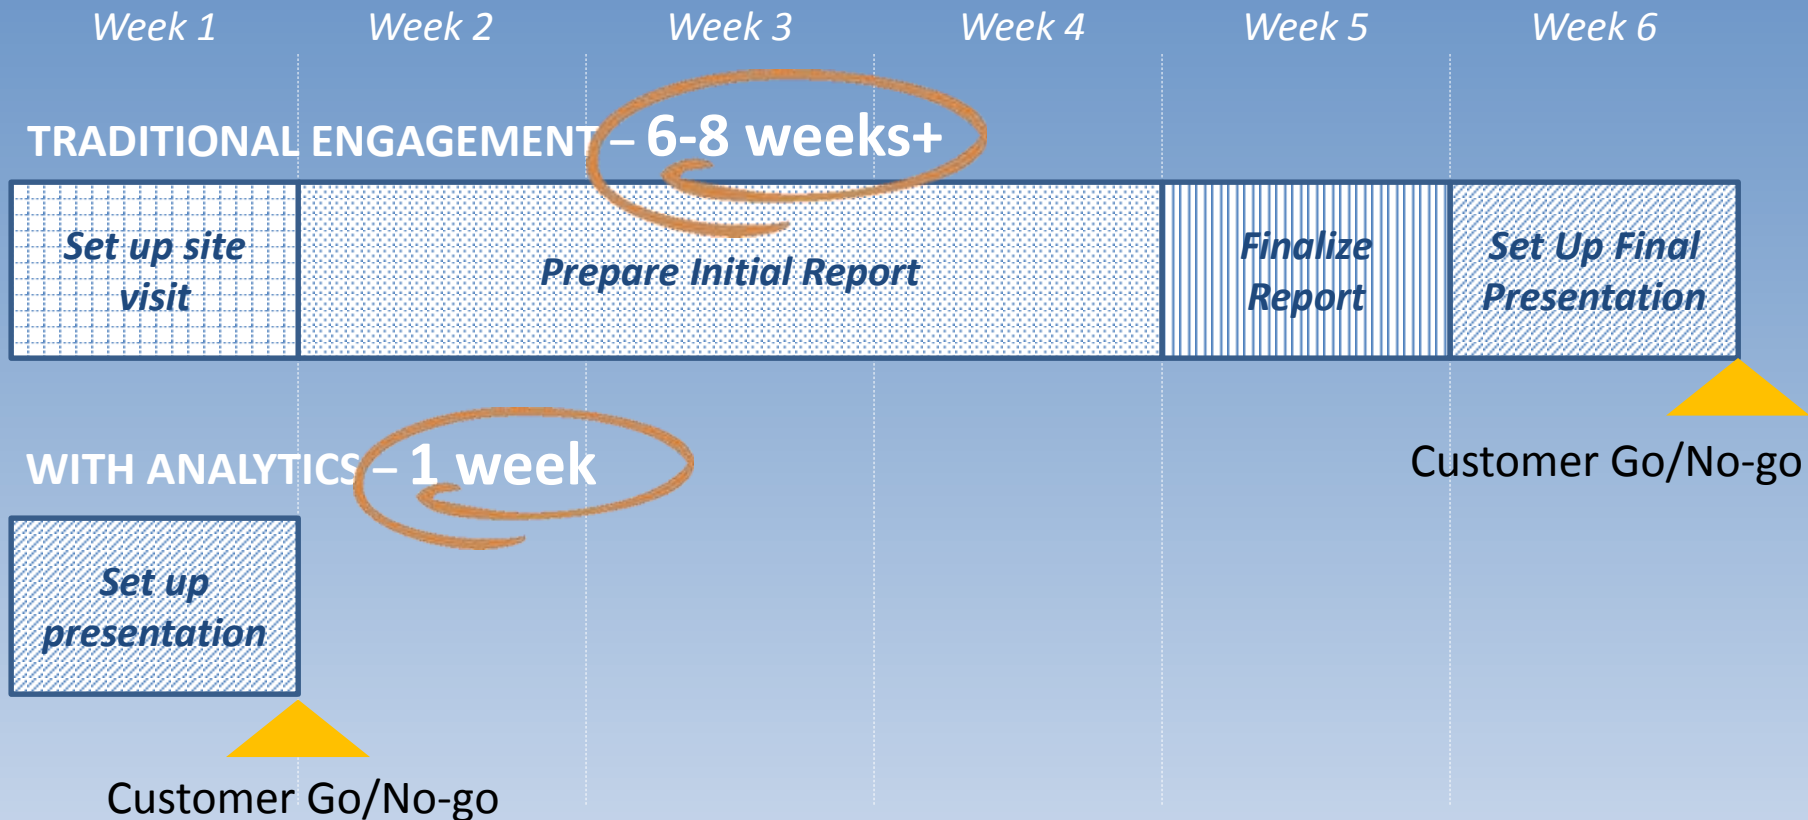 Week 1 Week 2 Week 3 Week 4 Week 5 Week 6
TRADITIONAL ENGAGEMENT – 6-8 weeks+
Set up site
visit
Prepare Initial Report
Finalize
Report
Set Up Final
Presentation
Customer Go/No-go
WITH ANALYTICS – 1 week
Set up
presentation
Customer Go/No-go